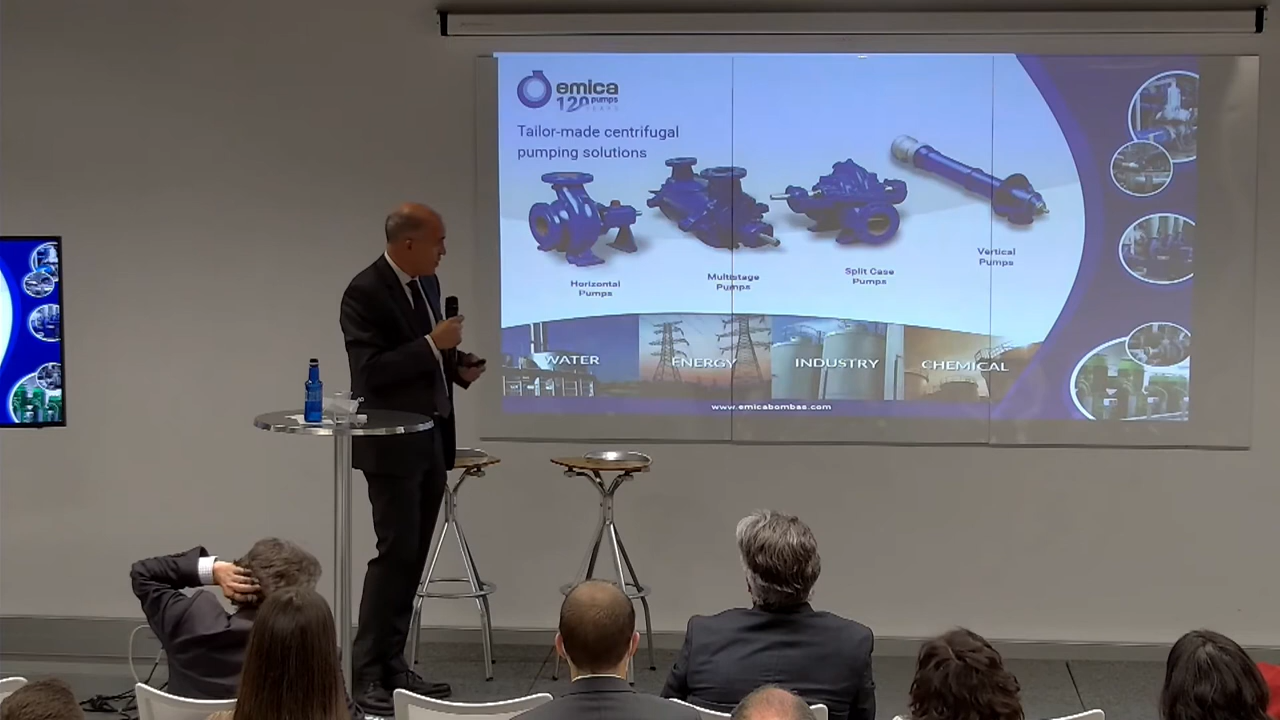 emica
120 pumps
YEARS
Tailor-made centrifugal
pumping solutions
Horizontal
Pumps
Multistage
Pumps
Split Case
Pumps
Vertical
Pumps
WATER
ENERGY
INDUSTRY
CHEMICAL
www.emicabombas.com